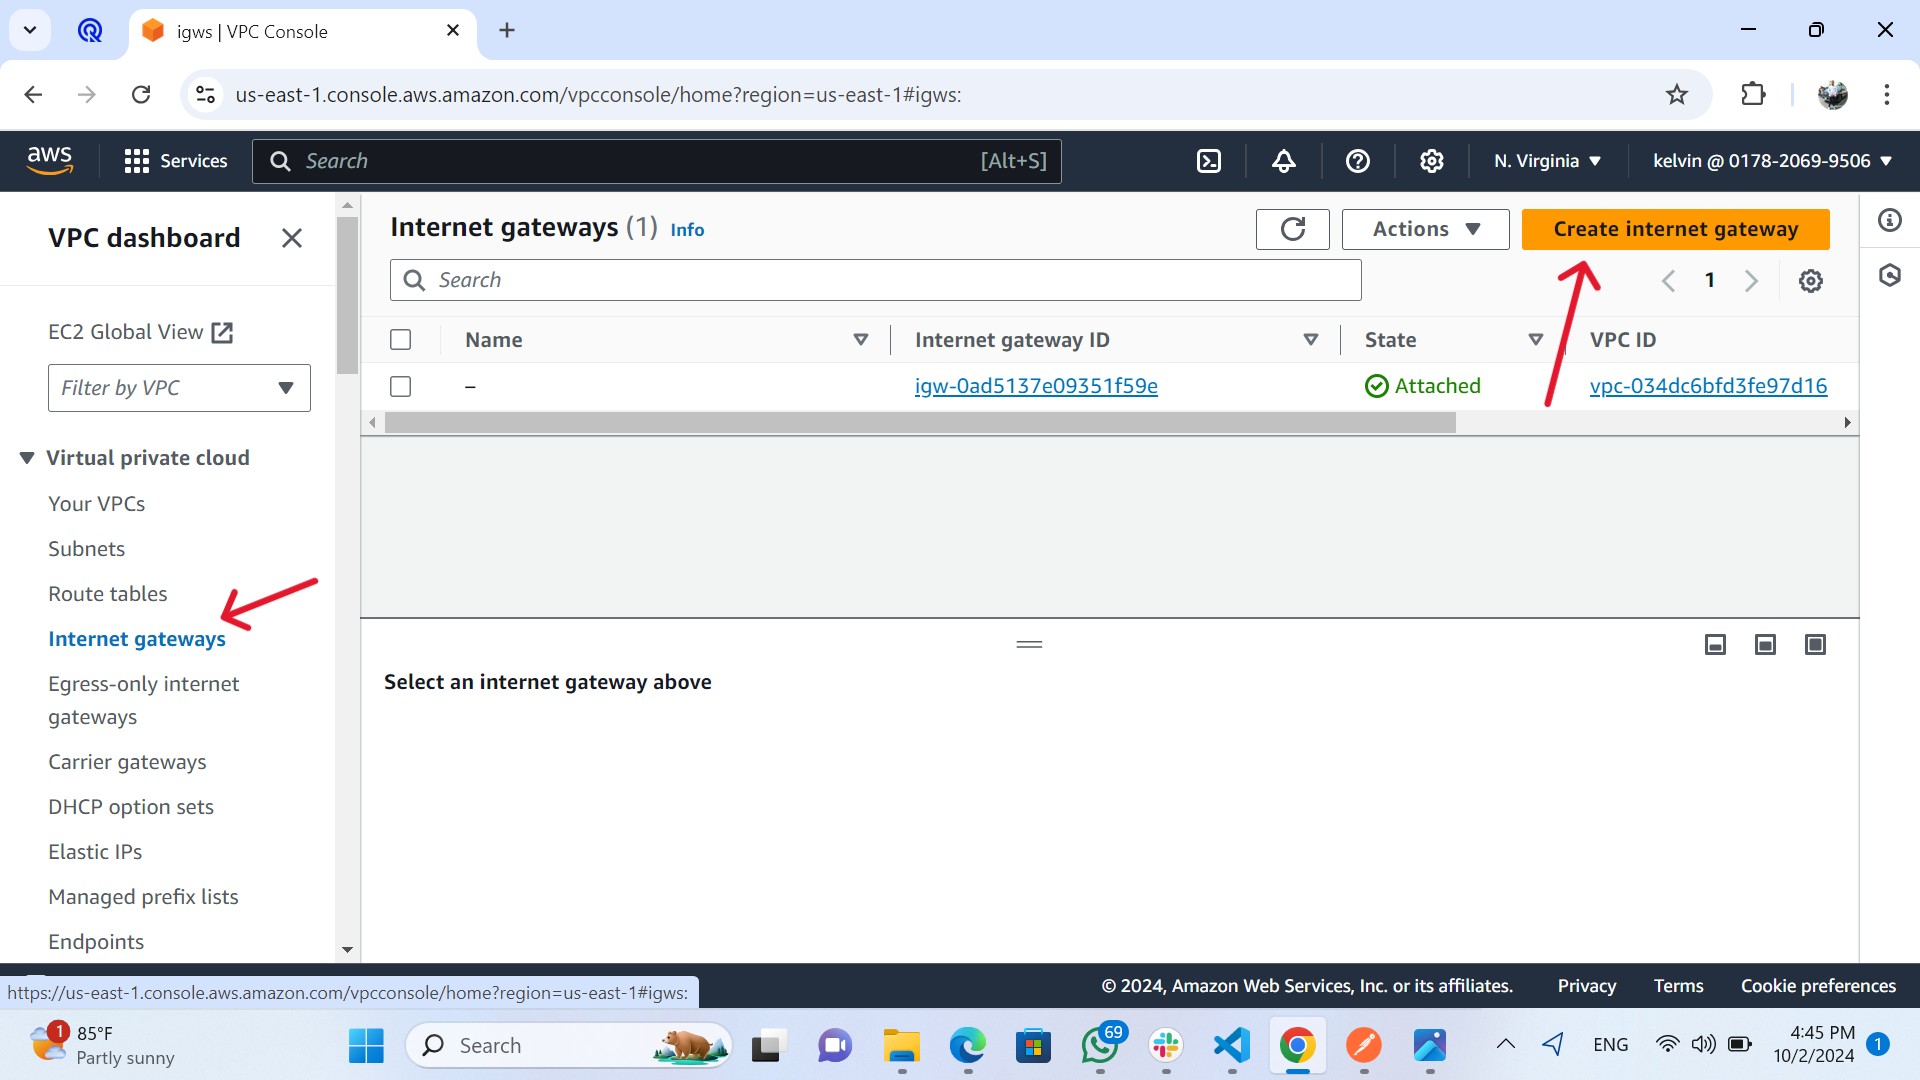 igws | VPC Console
us-east-1.console.aws.amazon.com/vpcconsole/home?region=us-east-1#igws:
aws
Services
Search
[Alt+S]
N. Virginia
kelvin @ 0178-2069-9506
VPC dashboard
EC2 Global View
Filter by VPC
Virtual private cloud
Your VPCs
Subnets
Route tables
Internet gateways
Egress-only internet
gateways
Carrier gateways
DHCP option sets
Elastic IPs
Managed prefix lists
Endpoints
Internet gateways (1) Info
Actions
Create internet gateway
Search
1
Name
Internet gateway ID
State
VPC ID
–
igw-0ad5137e09351f59e
Attached
vpc-034dc6bfd3fe97d16
Select an internet gateway above
https://us-east-1.console.aws.amazon.com/vpcconsole/home?region=us-east-1#igws:
© 2024, Amazon Web Services, Inc. or its affiliates.
Privacy
Terms
Cookie preferences
1
85°F
Partly sunny
Search
69
ENG
4:45 PM
10/2/2024
1